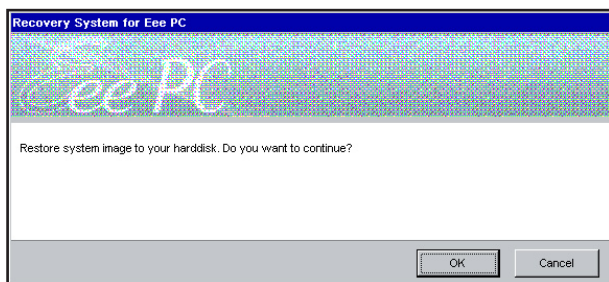 Recovery System for Eee PC
Eee PC
Restore system image to your harddisk. Do you want to continue?
OK
Cancel